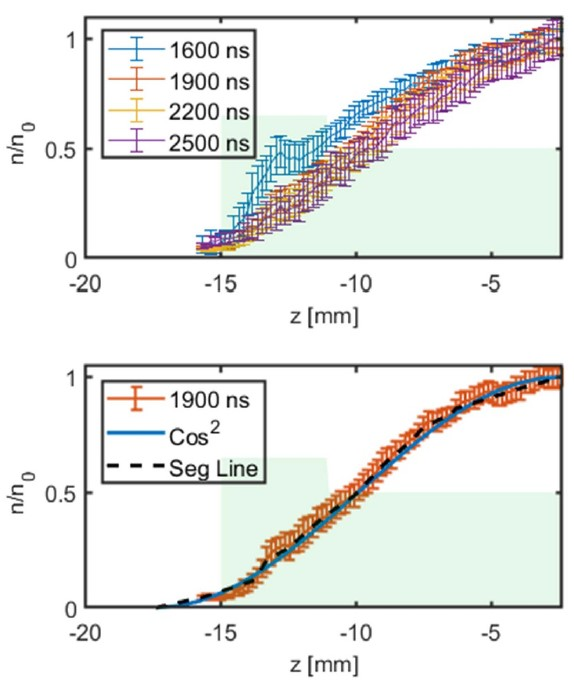 1
0.5
0
n/n0
1600 ns
1900 ns
2200 ns
2500 ns
-20 -15 -10 -5
z [mm]
1
0.5
0
n/n0
1900 ns
Cos2
Seg Line
-20 -15 -10 -5
z [mm]